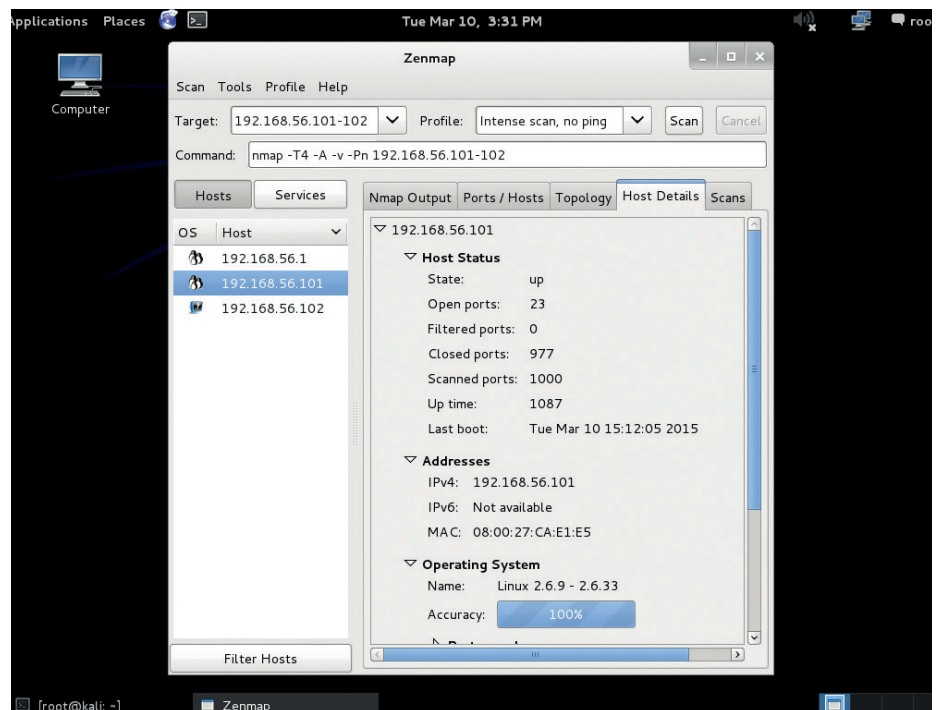 Applications Places Tue Mar 10, 3:31 PM roo
Computer
Zenmap
Scan Tools Profile Help
Target: 192.168.56.101-102 Profile: Intense scan, no ping Scan Cancel
Command: nmap -T4 -A -v -Pn 192.168.56.101-102
Hosts Services
Nmap Output Ports / Hosts Topology Host Details Scans
OS Host
192.168.56.1
192.168.56.101
192.168.56.102
192.168.56.101
Host Status
State: up
Open ports: 23
Filtered ports: 0
Closed ports: 977
Scanned ports: 1000
Up time: 1087
Last boot: Tue Mar 10 15:12:05 2015
Addresses
IPv4: 192.168.56.101
IPv6: Not available
MAC: 08:00:27:CA:E1:E5
Operating System
Name: Linux 2.6.9 - 2.6.33
Accuracy: 100%
Filter Hosts
[root@kali: ~] Zenmap